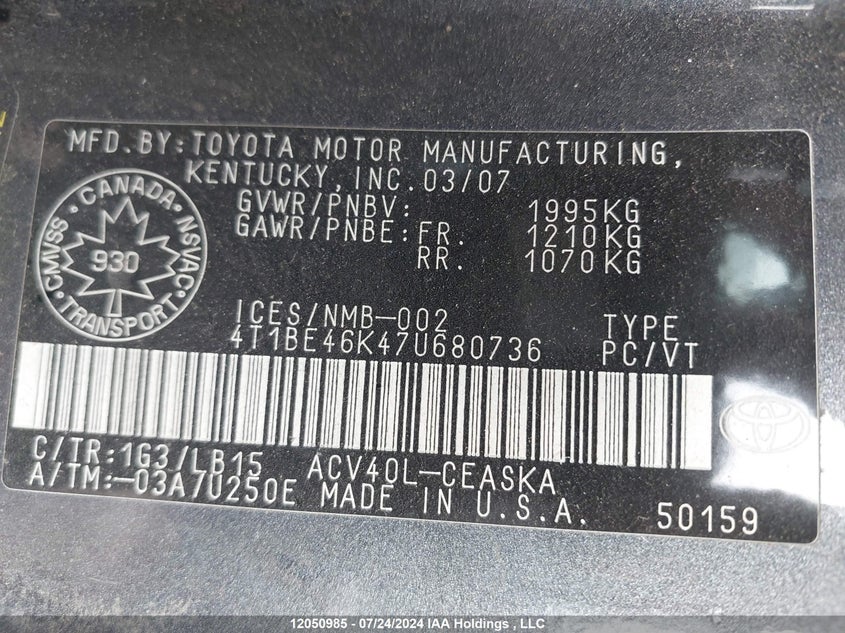 MFD.BY:TOYOTA MOTOR MANUFACTURING,
KENTUCKY,INC.03/07
GVWR/PNBV: 1995KG
GAWR/PNBE:FR. 1210KG
RR. 1070KG
CANADA
CMVSS 930 NSVAC
TRANSPORT
ICES/NMB-002 TYPE
4T1BE46K47U680736 PC/VT
C/TR:1G3/LB15 ACV40L-CEASKA
A/TM:-03A7U250E MADE IN U.S.A. 50159
12050985 - 07/24/2024 IAA Holdings, LLC